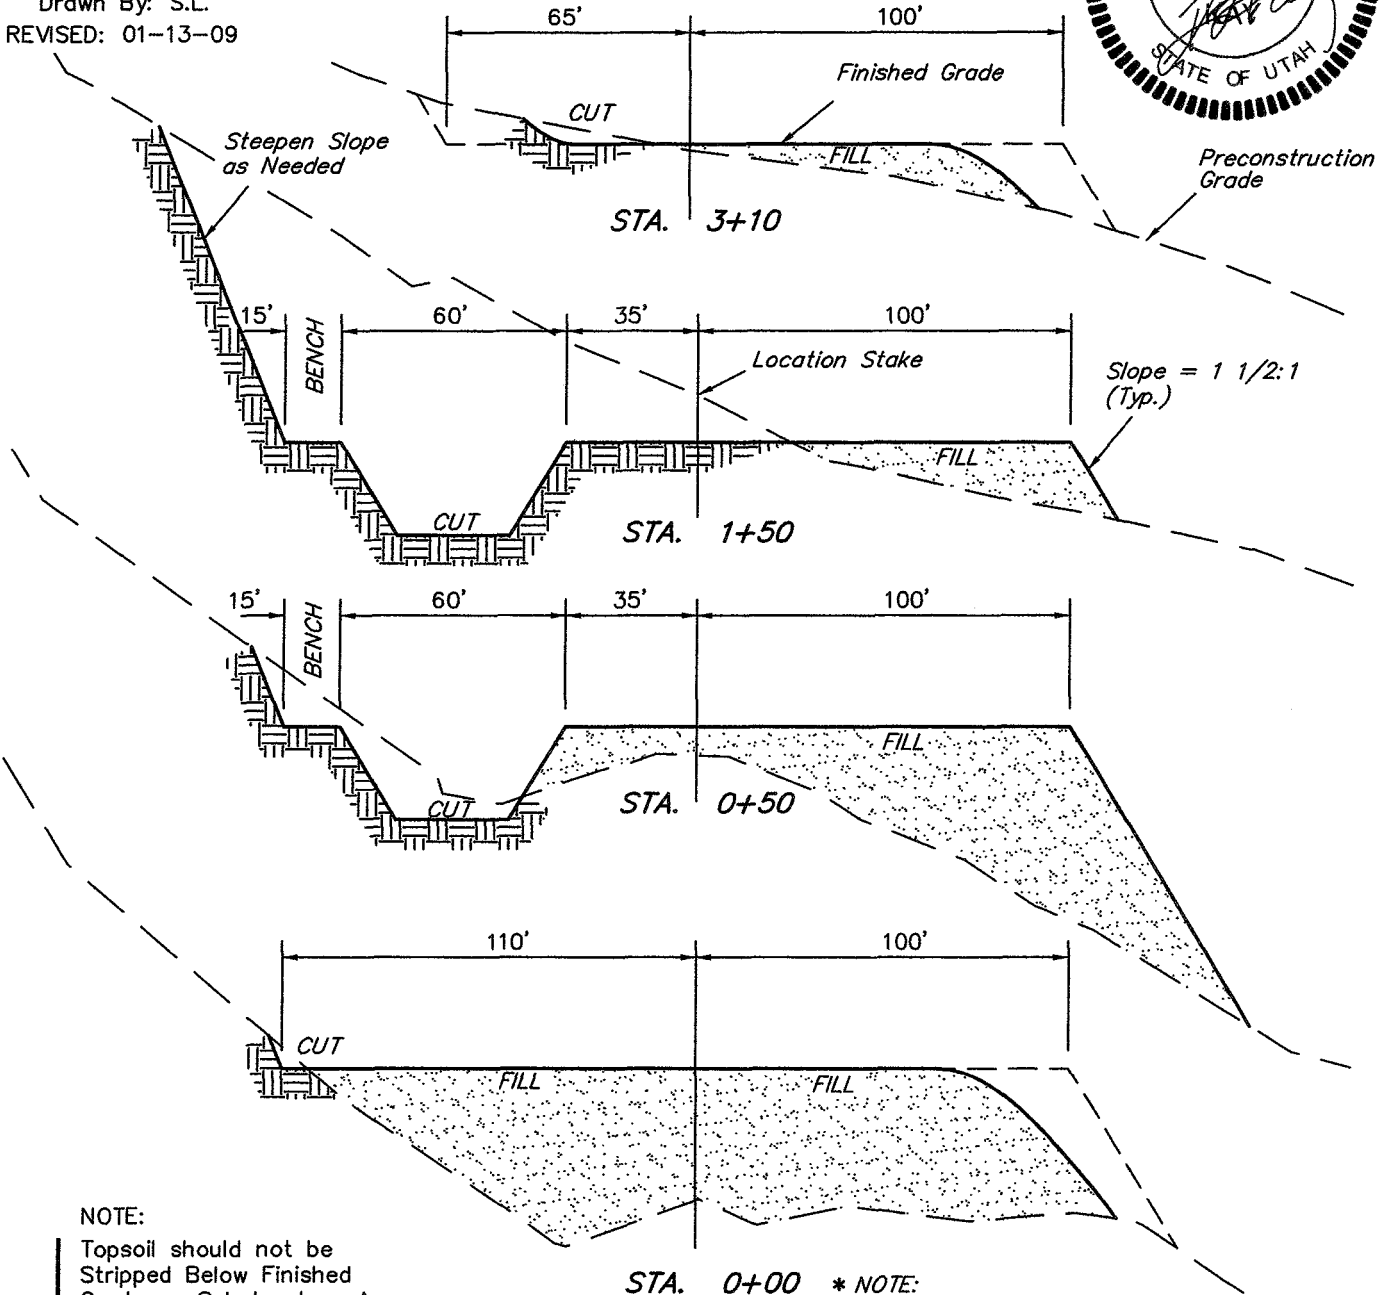 Drawn By: S.L.
REVISED: 01-13-09
STATE OF UTAH
65'
100'
CUT
Finished Grade
FILL
Preconstruction
Grade
Steepen Slope
as Needed
STA. 3+10
15'
BENCH
60'
35'
100'
Location Stake
Slope = 1 1/2:1
(Typ.)
CUT
FILL
STA. 1+50
15'
BENCH
60'
35'
100'
FILL
CUT
STA. 0+50
110'
100'
CUT
FILL
FILL
NOTE:
Topsoil should not be
Stripped Below Finished
STA. 0+00 * NOTE: